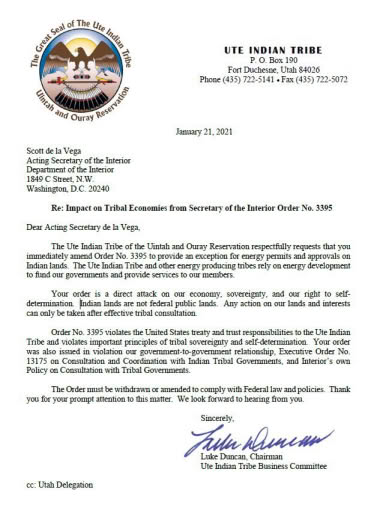 The Great Seal of The Ute Indian Tribe
Uintah and Ouray Reservation
UTE INDIAN TRIBE
P. O. Box 190
Fort Duchesne, Utah 84026
Phone (435) 722-5141 • Fax (435) 722-5072
January 21, 2021
Scott de la Vega
Acting Secretary of the Interior
Department of the Interior
1849 C Street, N.W.
Washington, D.C. 20240
Re: Impact on Tribal Economies from Secretary of the Interior Order No. 3395
Dear Acting Secretary de la Vega,
The Ute Indian Tribe of the Uintah and Ouray Reservation respectfully requests that you
immediately amend Order No. 3395 to provide an exception for energy permits and approvals on
Indian lands. The Ute Indian Tribe and other energy producing tribes rely on energy development
to fund our governments and provide services to our members.
Your order is a direct attack on our economy, sovereignty, and our right to self-
determination. Indian lands are not federal public lands. Any action on our lands and interests
can only be taken after effective tribal consultation.
Order No. 3395 violates the United States treaty and trust responsibilities to the Ute Indian
Tribe and violates important principles of tribal sovereignty and self-determination. Your order
was also issued in violation our government-to-government relationship, Executive Order No.
13175 on Consultation and Coordination with Indian Tribal Governments, and Interior's own
Policy on Consultation with Tribal Governments.
The Order must be withdrawn or amended to comply with Federal law and policies. Thank
you for your prompt attention to this matter. We look forward to hearing from you.
Sincerely,
Luke Duncan
Luke Duncan, Chairman
Ute Indian Tribe Business Committee
cc: Utah Delegation